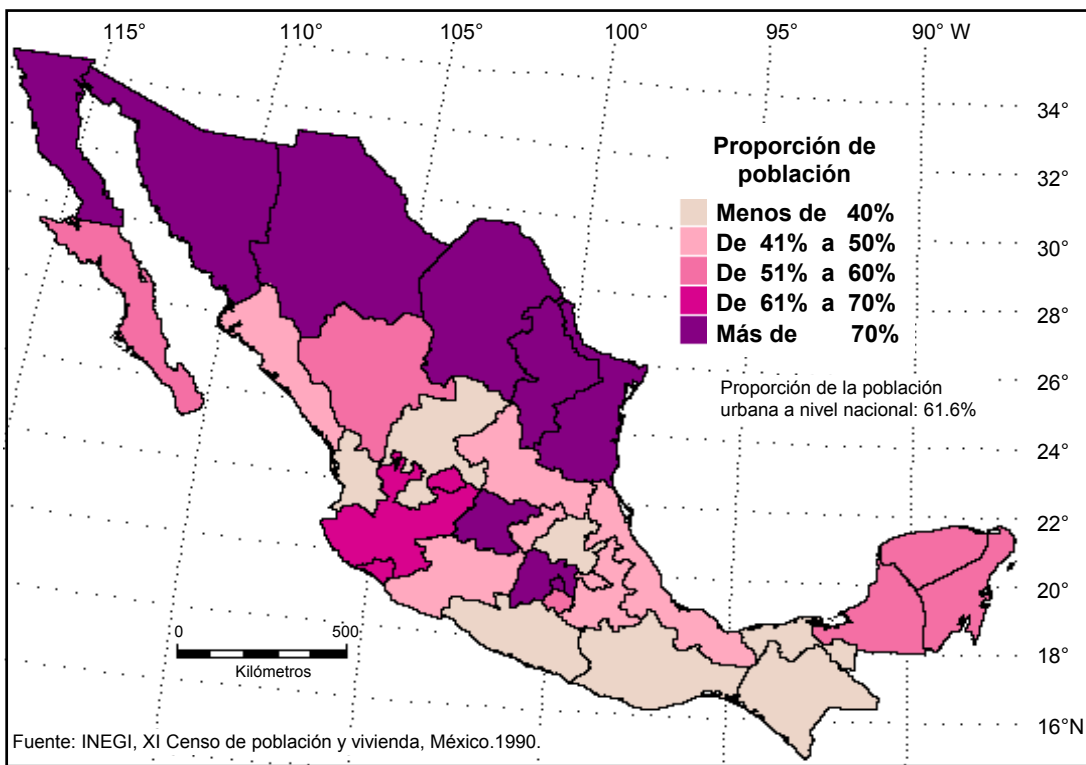 115°
110°
105°
100°
95°
90° W
34°
32°
30°
28°
26°
24°
22°
20°
18°
16°N
Proporción de
población
Menos de 40%
De 41% a 50%
De 51% a 60%
De 61% a 70%
Más de 70%
Proporción de la población
urbana a nivel nacional: 61.6%
0 500
Kilómetros
Fuente: INEGI, XI Censo de población y vivienda, México.1990.